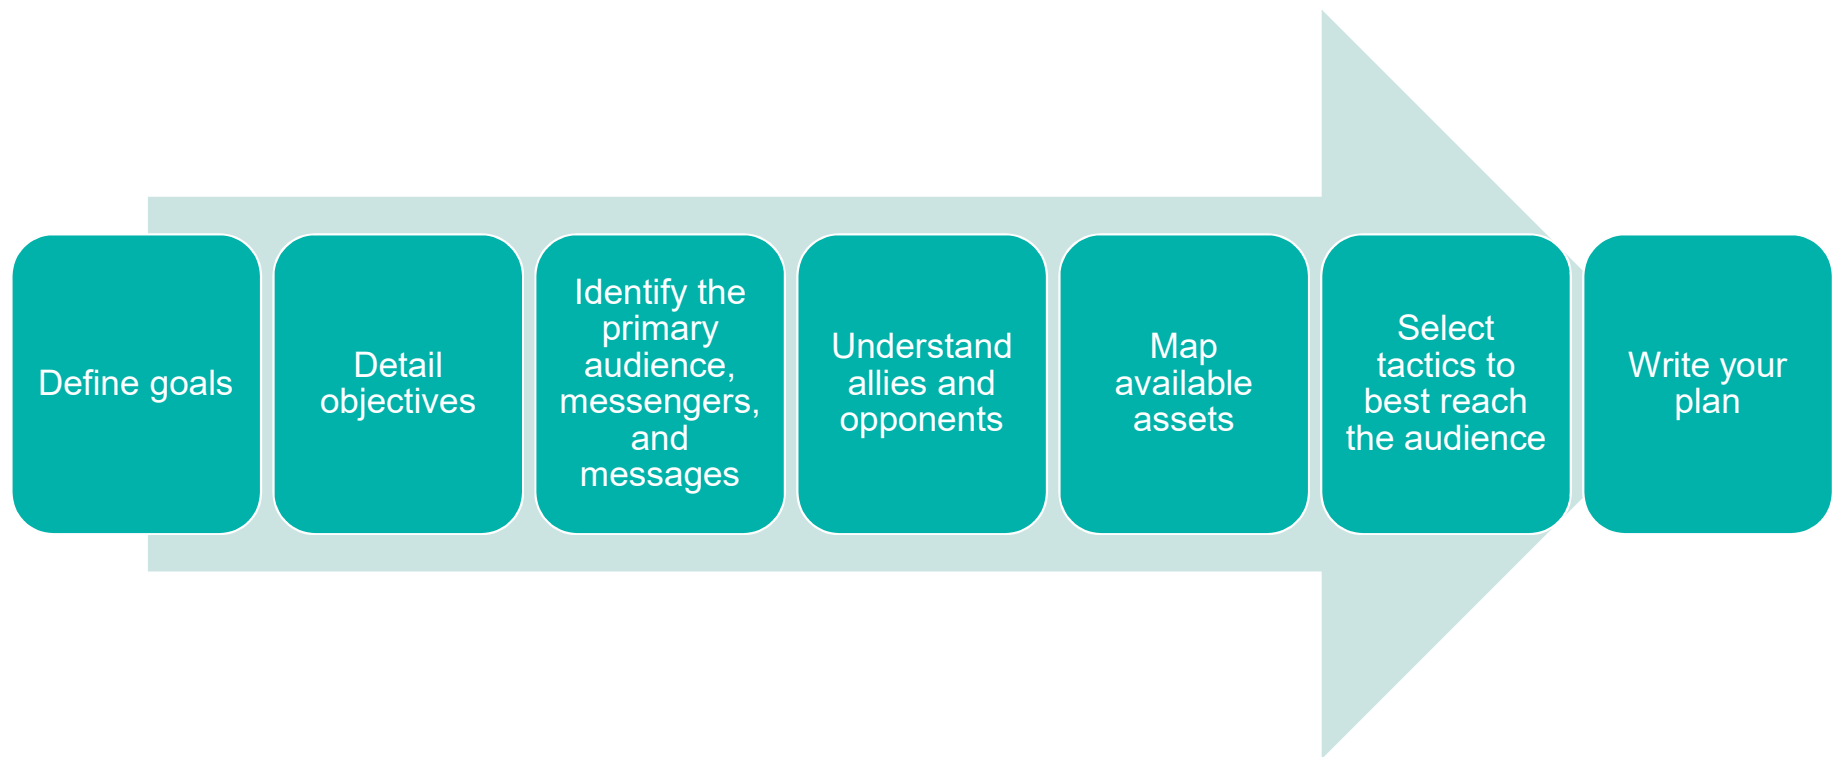 Define goals
Detail
objectives
Identify the
primary
audience,
messengers,
and
messages
Understand
allies and
opponents
Map
available
assets
Select
tactics to
best reach
the audience
Write your
plan